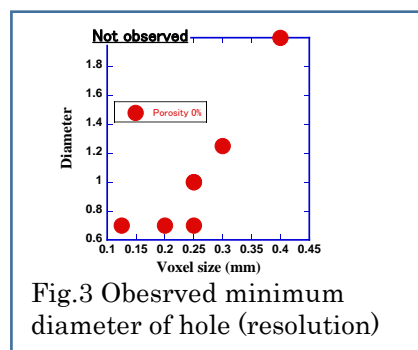 Not observed
1.8
1.6
Porosity 0%
1.4
1.2
1
0.8
0.6
Diameter
0.1 0.15 0.2 0.25 0.3 0.35 0.4 0.45
Voxel size (mm)
Fig.3 Obesrved minimum
diameter of hole (resolution)